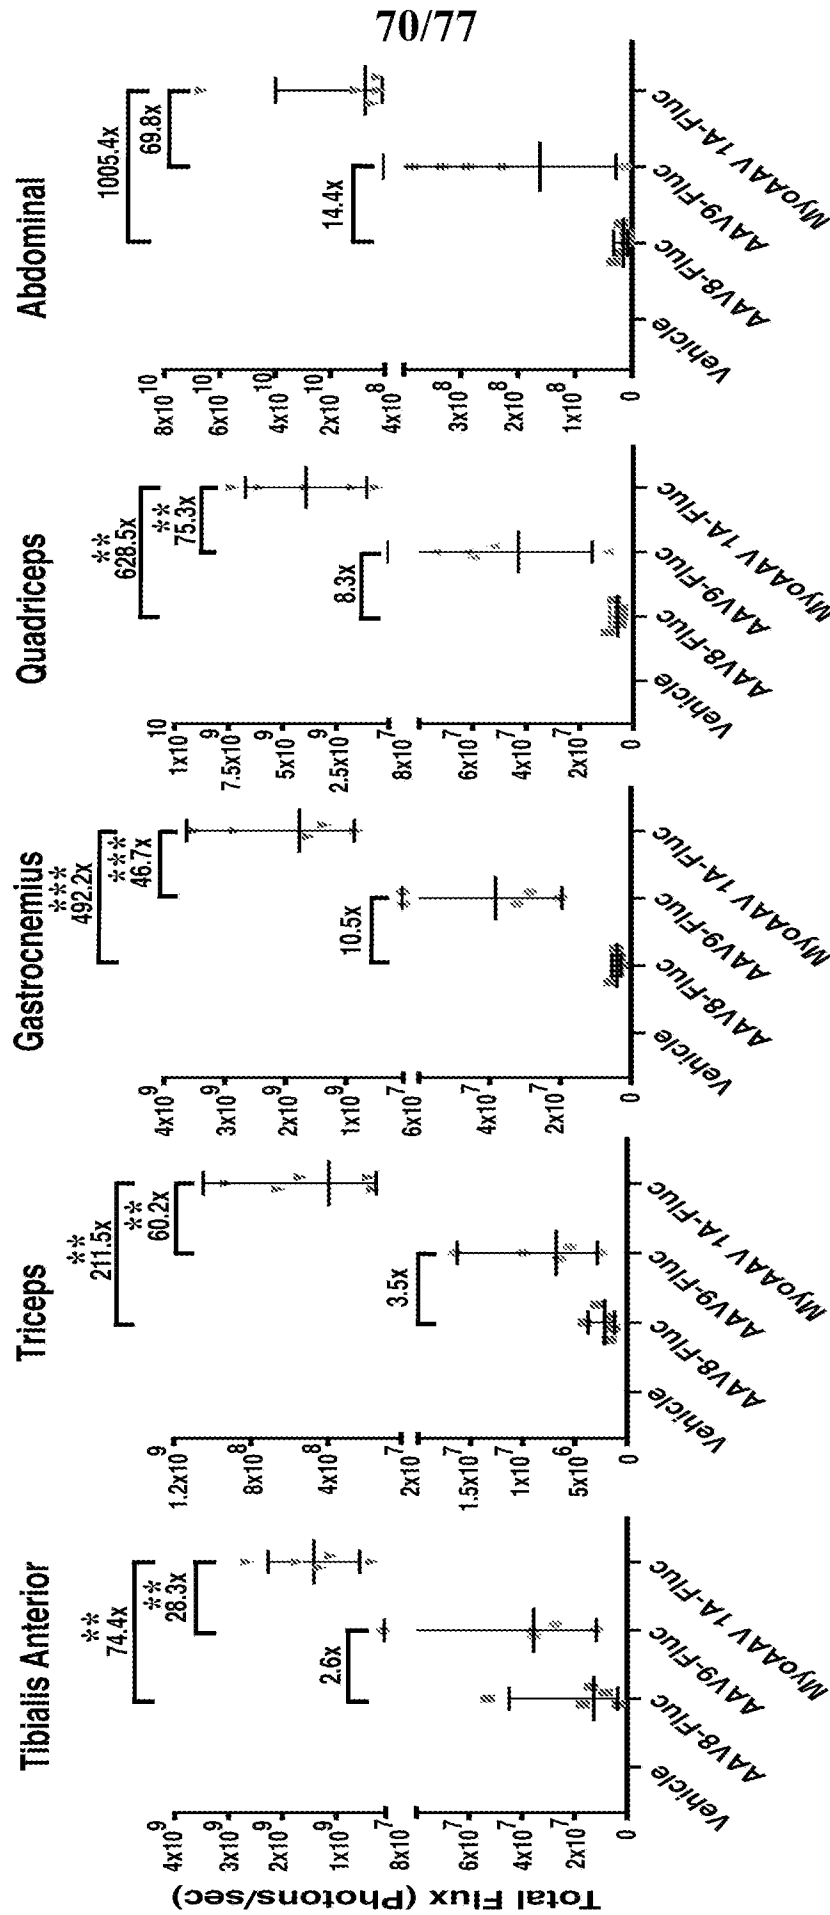 70/77
Tibialis Anterior
**
74.4x
**
28.3x
2.6x
Total Flux (Photons/sec)
4x10^9
3x10^9
2x10^9
1x10^9
8x10^7
6x10^7
4x10^7
2x10^7
0
Vehicle
AAV8-Fluc
AAV9-Fluc
MyoAAV 1A-Fluc
Triceps
**
211.5x
**
60.2x
3.5x
1.2x10^9
8x10^8
4x10^8
2x10^7
1.5x10^7
1x10^7
5x10^6
0
Vehicle
AAV8-Fluc
AAV9-Fluc
MyoAAV 1A-Fluc
Gastrocnemius
***
492.2x
***
46.7x
10.5x
4x10^9
3x10^9
2x10^9
1x10^9
6x10^7
4x10^7
2x10^7
0
Vehicle
AAV8-Fluc
AAV9-Fluc
MyoAAV 1A-Fluc
Quadriceps
**
628.5x
**
75.3x
8.3x
1x10^10
7.5x10^9
5x10^9
2.5x10^9
8x10^7
6x10^7
4x10^7
2x10^7
0
Vehicle
AAV8-Fluc
AAV9-Fluc
MyoAAV 1A-Fluc
Abdominal
1005.4x
69.8x
14.4x
8x10^10
6x10^10
4x10^10
2x10^10
4x10^8
3x10^8
2x10^8
1x10^8
0
Vehicle
AAV8-Fluc
AAV9-Fluc
MyoAAV 1A-Fluc